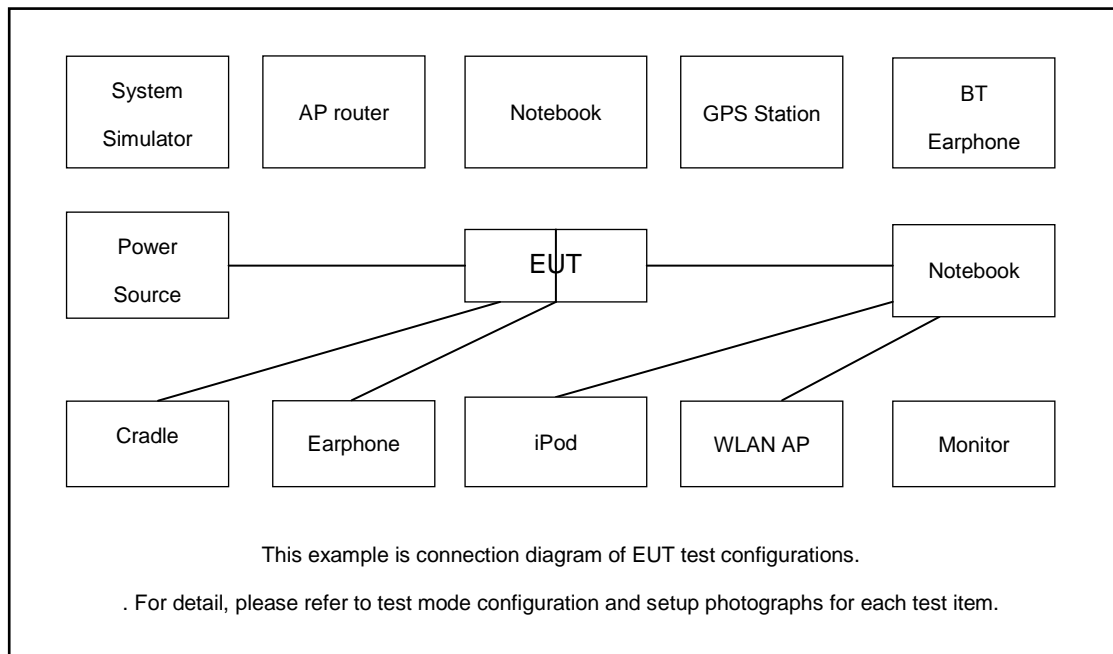 System
Simulator
AP router
Notebook
GPS Station
BT
Earphone
Power
Source
EUT
Notebook
Cradle
Earphone
iPod
WLAN AP
Monitor
This example is connection diagram of EUT test configurations.
. For detail, please refer to test mode configuration and setup photographs for each test item.